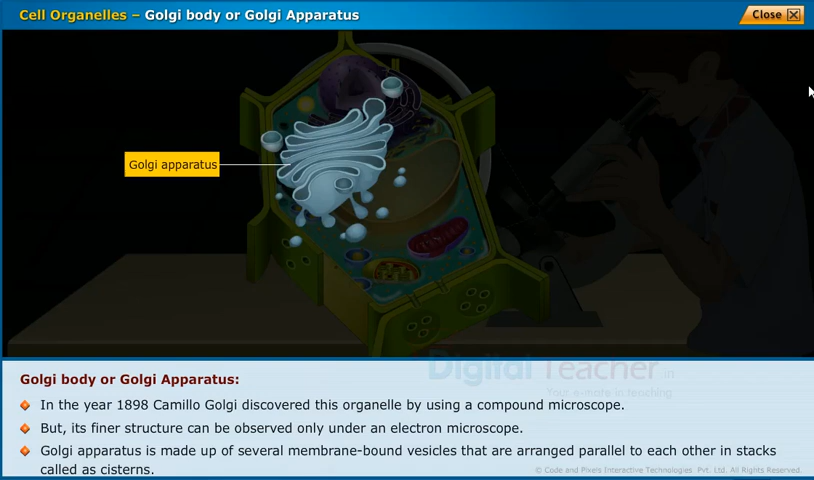 Cell Organelles – Golgi body or Golgi Apparatus
Close
Golgi apparatus
Digital Teacher.in
Your e-mate in teaching
Golgi body or Golgi Apparatus:
In the year 1898 Camillo Golgi discovered this organelle by using a compound microscope.
But, its finer structure can be observed only under an electron microscope.
Golgi apparatus is made up of several membrane-bound vesicles that are arranged parallel to each other in stacks
called as cisterns.
© Code and Pixels Interactive Technologies Pvt. Ltd. All Rights Reserved.